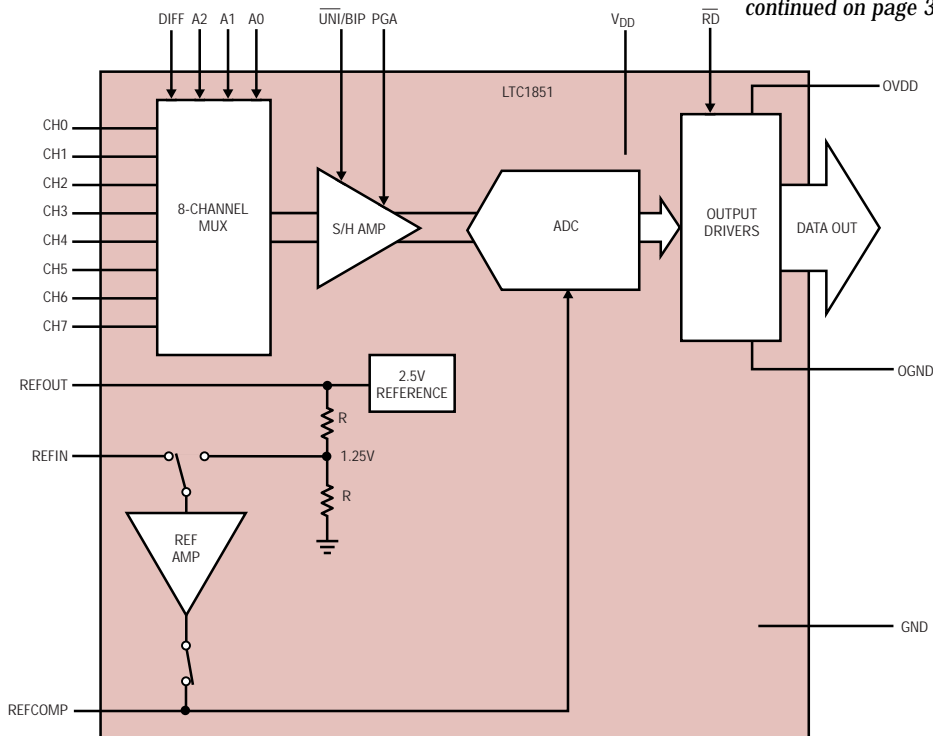 continued on page 3
DIFF A2 A1 A0 UNI/BIP PGA VDD RD
LTC1851
OVDD
CH0
CH1
CH2
CH3
CH4
CH5
CH6
CH7
8-CHANNEL
MUX
S/H AMP
ADC
OUTPUT
DRIVERS
DATA OUT
OGND
REFOUT
2.5V
REFERENCE
R
REFIN
1.25V
R
REF
AMP
GND
REFCOMP